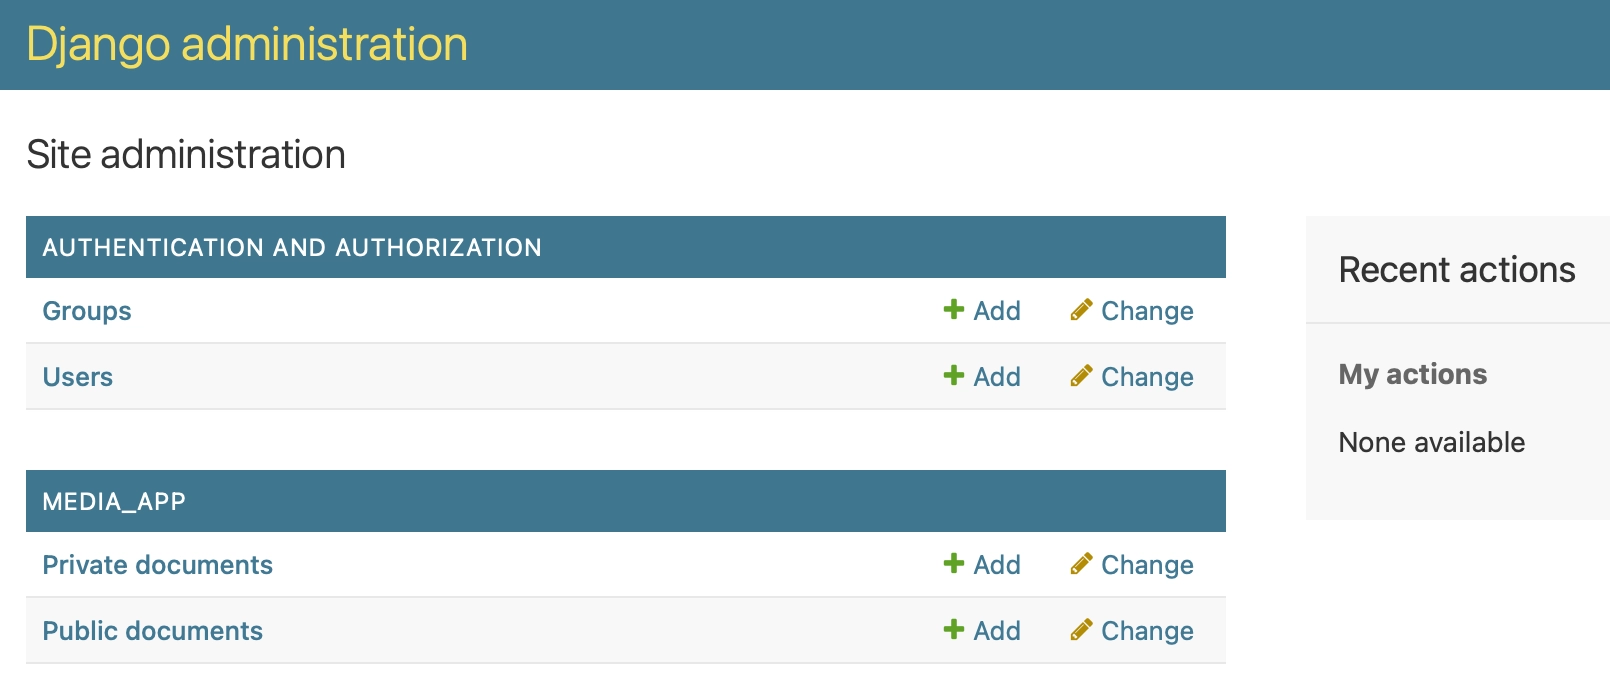 Django administration
Site administration
AUTHENTICATION AND AUTHORIZATION
Groups Add Change
Users Add Change
MEDIA_APP
Private documents Add Change
Public documents Add Change
Recent actions
My actions
None available